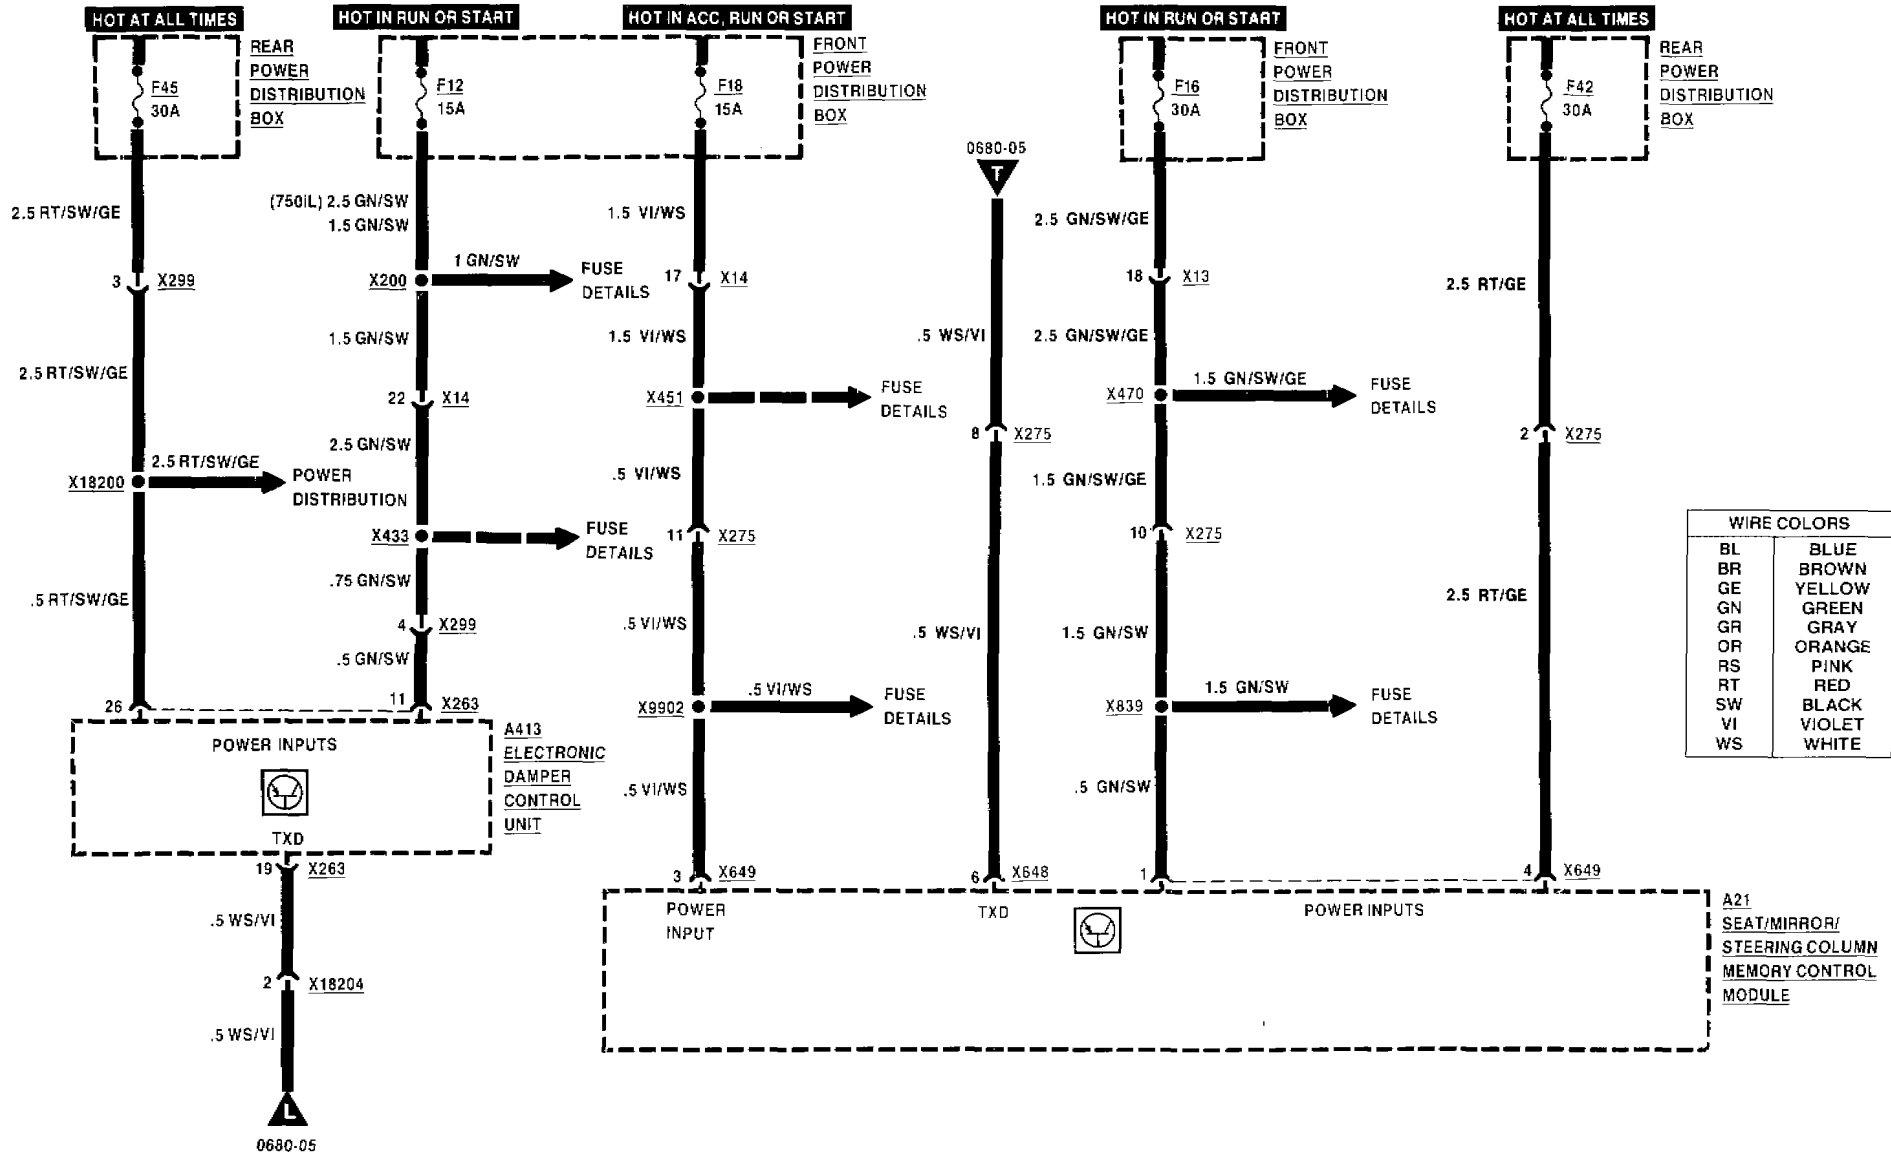 HOT AT ALL TIMES
HOT IN RUN OR START
HOT IN ACC, RUN OR START
HOT IN RUN OR START
HOT AT ALL TIMES
F45
30A
REAR
POWER
DISTRIBUTION
BOX
F12
15A
F18
15A
FRONT
POWER
DISTRIBUTION
BOX
F16
30A
FRONT
POWER
DISTRIBUTION
BOX
F42
30A
REAR
POWER
DISTRIBUTION
BOX
2.5 RT/SW/GE
3 X299
2.5 RT/SW/GE
X18200
2.5 RT/SW/GE
POWER
DISTRIBUTION
.5 RT/SW/GE
26
(750IL) 2.5 GN/SW
1.5 GN/SW
X200
1 GN/SW
FUSE
DETAILS
1.5 GN/SW
22 X14
2.5 GN/SW
X433
FUSE
DETAILS
.75 GN/SW
4 X299
.5 GN/SW
11 X263
POWER INPUTS
TXD
A413
ELECTRONIC
DAMPER
CONTROL
UNIT
19 X263
.5 WS/VI
2 X18204
.5 WS/VI
L
0680-05
1.5 VI/WS
17 X14
1.5 VI/WS
X451
FUSE
DETAILS
.5 VI/WS
11 X275
.5 VI/WS
X9902
.5 VI/WS
FUSE
DETAILS
.5 VI/WS
3 X649
0680-05
T
.5 WS/VI
8 X275
.5 WS/VI
6 X648
2.5 GN/SW/GE
18 X13
2.5 GN/SW/GE
X470
1.5 GN/SW/GE
FUSE
DETAILS
1.5 GN/SW/GE
10 X275
1.5 GN/SW
X839
1.5 GN/SW
FUSE
DETAILS
.5 GN/SW
1
2.5 RT/GE
2 X275
2.5 RT/GE
4 X649
POWER
INPUT
TXD
POWER INPUTS
A21
SEAT/MIRROR/
STEERING COLUMN
MEMORY CONTROL
MODULE
WIRE COLORS
BL BLUE
BR BROWN
GE YELLOW
GN GREEN
GR GRAY
OR ORANGE
RS PINK
RT RED
SW BLACK
VI VIOLET
WS WHITE